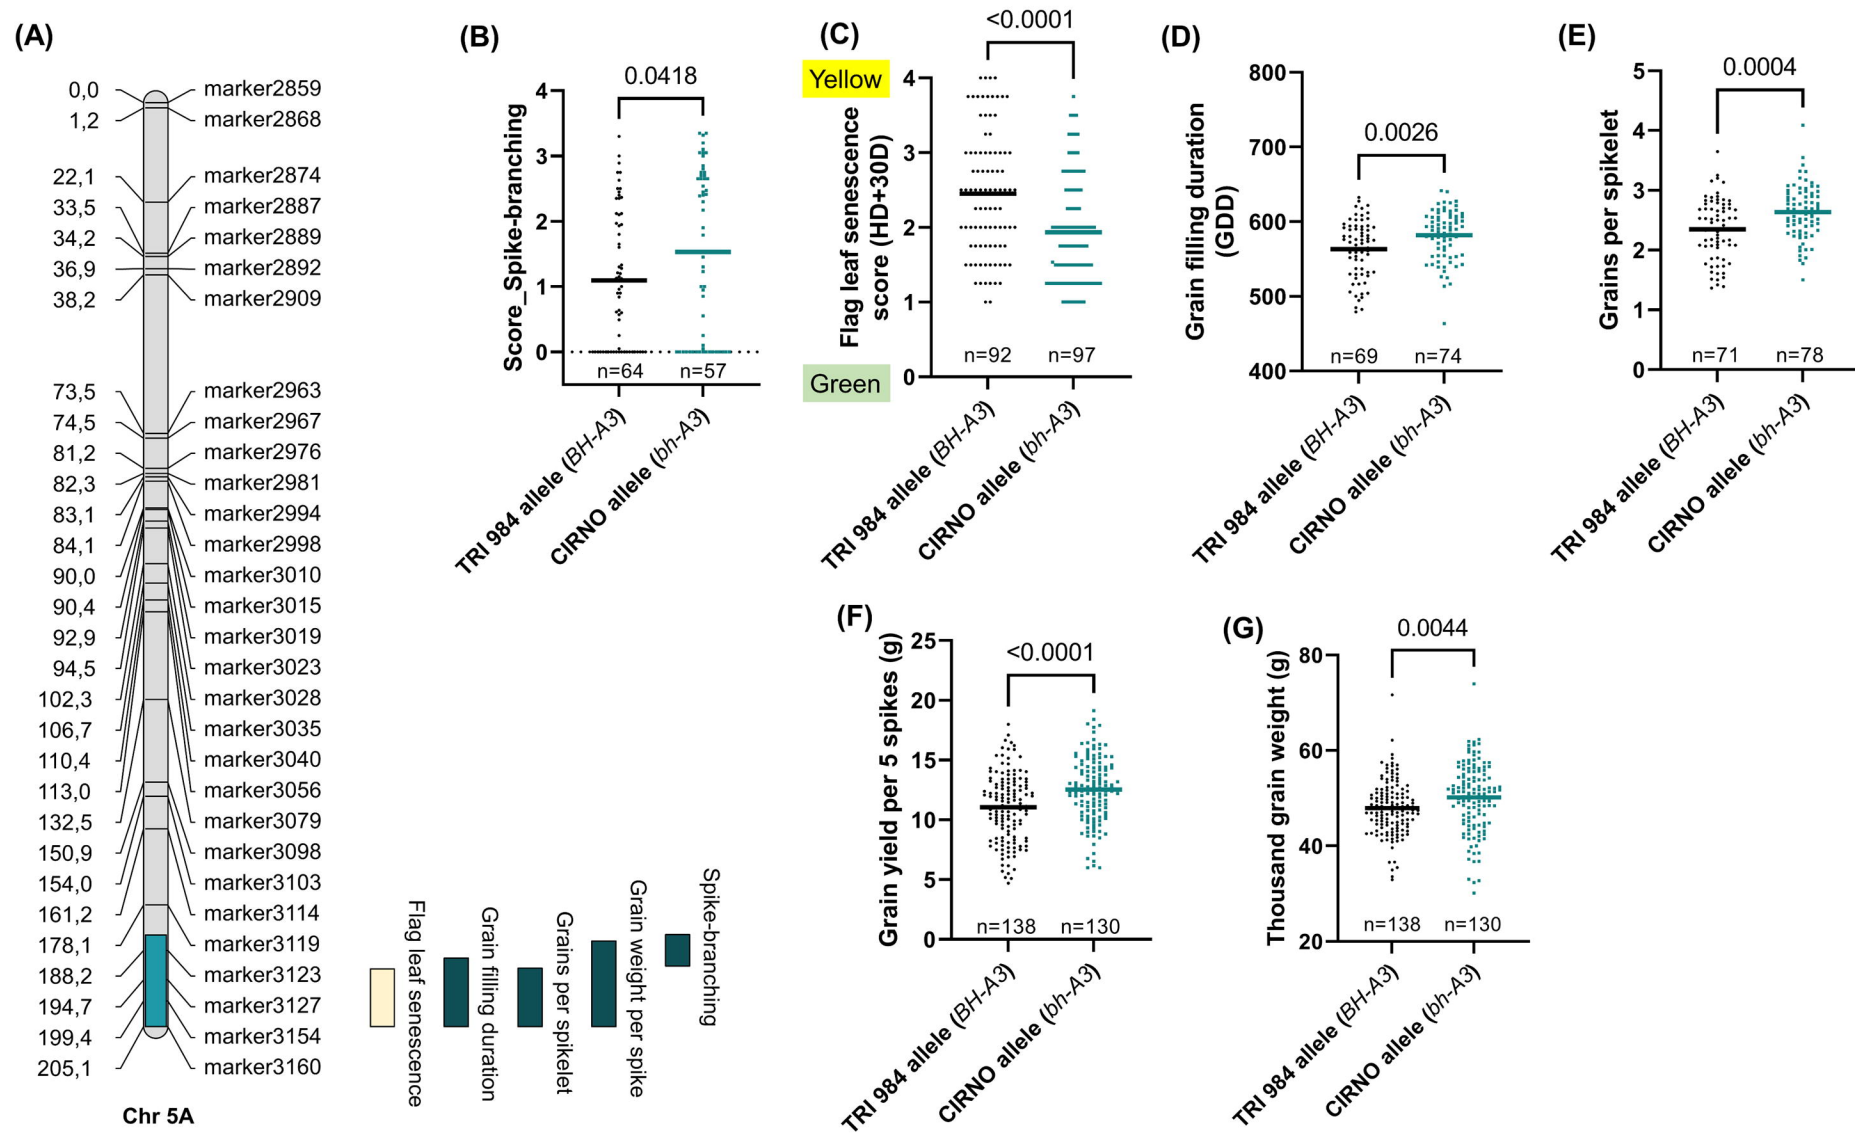 (A)
0,0 marker2859
1,2 marker2868
22,1 marker2874
33,5 marker2887
34,2 marker2889
36,9 marker2892
38,2 marker2909
73,5 marker2963
74,5 marker2967
81,2 marker2976
82,3 marker2981
83,1 marker2994
84,1 marker2998
90,0 marker3010
90,4 marker3015
92,9 marker3019
94,5 marker3023
102,3 marker3028
106,7 marker3035
110,4 marker3040
113,0 marker3056
132,5 marker3079
150,9 marker3098
154,0 marker3103
161,2 marker3114
178,1 marker3119
188,2 marker3123
194,7 marker3127
199,4 marker3154
205,1 marker3160
Chr 5A
Flag leaf senescence
Grain filling duration
Grains per spikelet
Grain weight per spike
Spike-branching
(B)
0.0418
Score_Spike-branching
4
3
2
1
0
n=64 n=57
TRI 984 allele (BH-A3)
CIRNO allele (bh-A3)
(C)
<0.0001
Yellow
Green
Flag leaf senescence
score (HD+30D)
4
3
2
1
0
n=92 n=97
TRI 984 allele (BH-A3)
CIRNO allele (bh-A3)
(D)
0.0026
Grain filling duration
(GDD)
800
700
600
500
400
n=69 n=74
TRI 984 allele (BH-A3)
CIRNO allele (bh-A3)
(E)
0.0004
Grains per spikelet
5
4
3
2
1
0
n=71 n=78
TRI 984 allele (BH-A3)
CIRNO allele (bh-A3)
(F)
<0.0001
Grain yield per 5 spikes (g)
25
20
15
10
5
0
n=138 n=130
TRI 984 allele (BH-A3)
CIRNO allele (bh-A3)
(G)
0.0044
Thousand grain weight (g)
80
60
40
20
n=138 n=130
TRI 984 allele (BH-A3)
CIRNO allele (bh-A3)